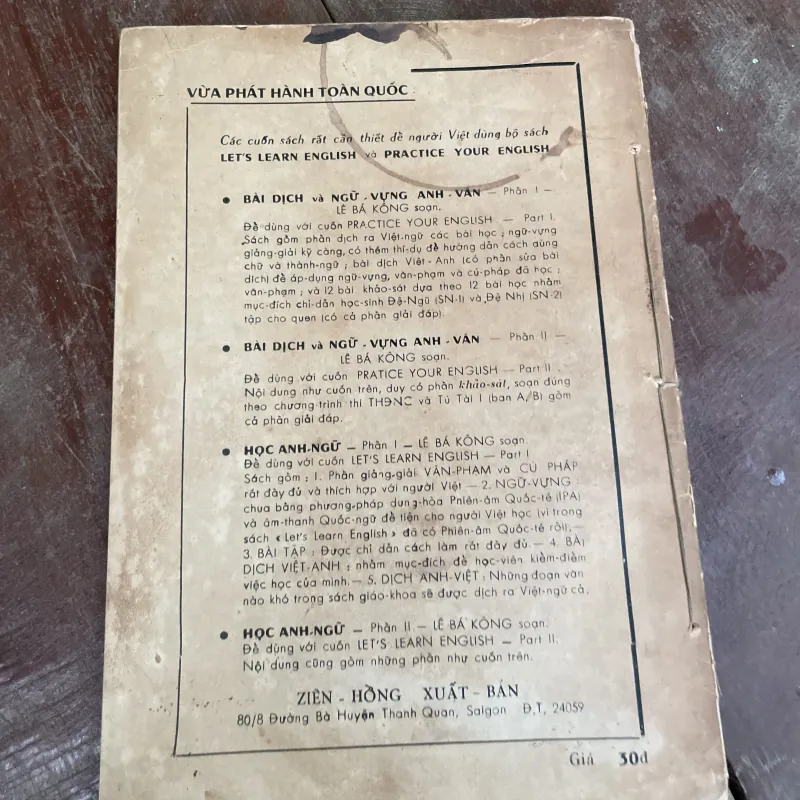 VỪA PHÁT HÀNH TOÀN QUỐC :
Các cuốn sách rất cần thiết để người Việt dùng bộ sách
LET'S LEARN ENGLISH và PRACTICE YOUR ENGLISH
• BÀI DỊCH và NGỮ-VỰNG ANH-VĂN — Phần I —
LÊ BÁ KÔNG soạn.
Để dùng với cuốn PRACTICE YOUR ENGLISH — Part I.
Sách gồm phần dịch ra Việt-ngữ các bài học ; ngữ-vựng
giảng-giải kỹ càng, có thêm thí-dụ để hướng dẫn cách dùng
chữ và thành-ngữ ; bài dịch Việt-Anh (có phần sửa bài
dịch) để áp-dụng ngữ-vựng, văn-phạm và cú-pháp đã học ;
văn-phạm ; và 12 bài khảo-sát dựa theo 12 bài học nhằm
mục-đích chỉ-dẫn học-sinh Đệ-Ngũ (SN-1) và Đệ Nhị (SN-2)
tập cho quen (có cả phần giải đáp).
• BÀI DỊCH và NGỮ-VỰNG ANH-VĂN — Phần II —
LÊ BÁ KÔNG soạn.
Để dùng với cuốn PRATICE YOUR ENGLISH — Part II.
Nội dung như cuốn trên, duy có phần khảo-sát, soạn đúng
theo chương-trình thi THĐNC và Tú Tài I (ban A/B) gồm
cả phần giải đáp.
• HỌC ANH-NGỮ — Phần I — LÊ BÁ KÔNG soạn.
Để dùng với cuốn LET'S LEARN ENGLISH — Part I
Sách gồm : 1. Phần giảng-giải VĂN-PHẠM và CÚ PHÁP
rất đầy đủ và thích hợp với người Việt — 2. NGỮ-VỰNG :
chua bằng phương-pháp dung-hòa Phiên-âm Quốc-tế (IPA)
và âm-thanh Quốc-ngữ để tiện cho người Việt học (vì trong
sách « Let's Learn English » đã có Phiên-âm Quốc-tế rồi). —
3. BÀI TẬP : Được chỉ dẫn cách làm rất đầy đủ. — 4. BÀI
DỊCH VIỆT-ANH : nhằm mục-đích để học-viên kiểm-điểm
việc học của mình. — 5. DỊCH ANH-VIỆT : Những đoạn văn
nào khó trong sách giáo-khoa sẽ được dịch ra Việt-ngữ cả.
• HỌC ANH-NGỮ — Phần II. — LÊ BÁ KÔNG soạn.
Để dùng với cuốn LET'S LEARN ENGLISH — Part II.
Nội dung cũng gồm những phần như cuốn trên.
ZIÊN - HỒNG XUẤT - BẢN
80/8 Đường Bà Huyện Thanh Quan, Saigon Đ.T. 24059
Giá 30đ